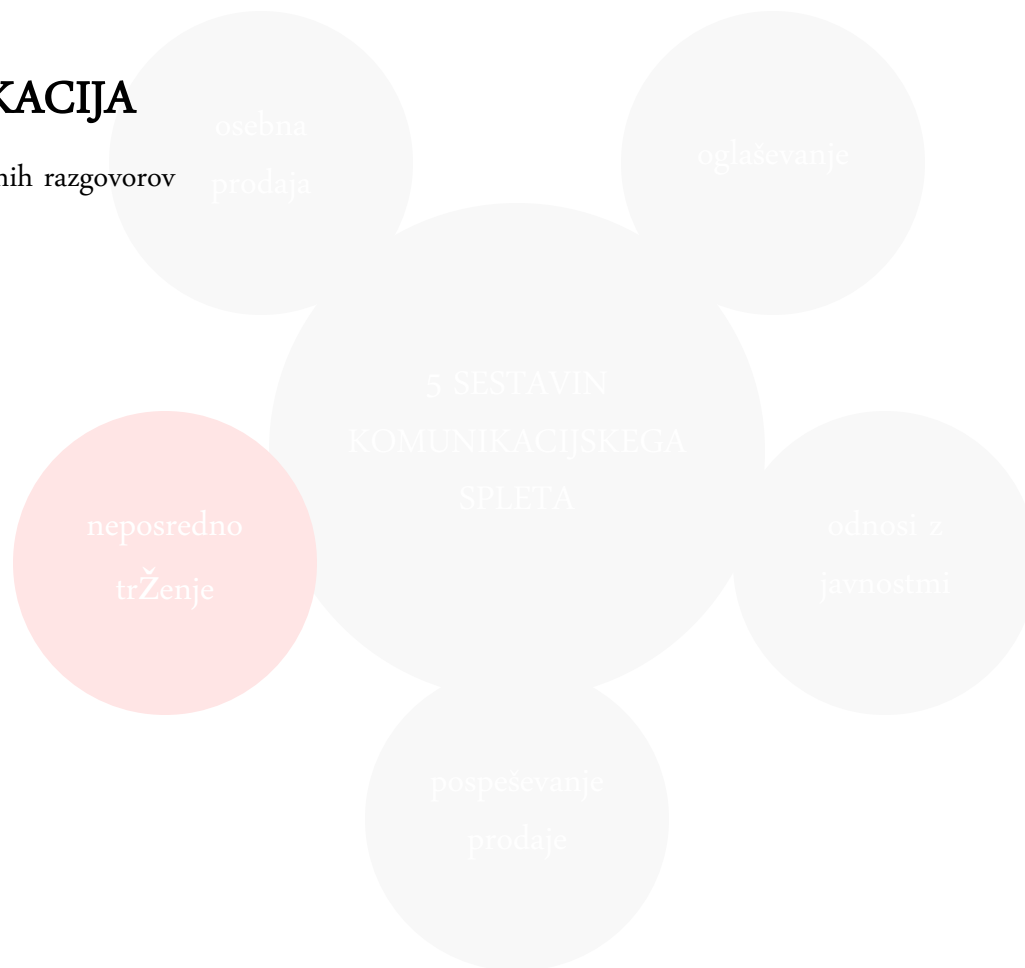 KACIJA
nih razgovorov
osebna
prodaja
oglaševanje
5 SESTAVIN
KOMUNIKACIJSKEGA
SPLETA
neposredno
trŽenje
odnosi z
javnostmi
pospeševanje
prodaje